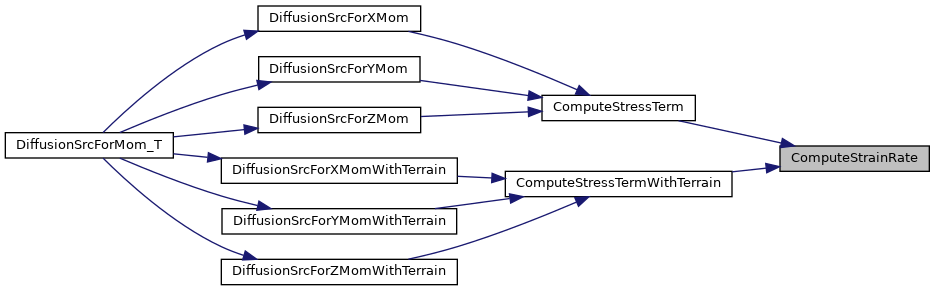 DiffusionSrcForXMom
DiffusionSrcForYMom
ComputeStressTerm
DiffusionSrcForZMom
DiffusionSrcForMom_T
ComputeStrainRate
DiffusionSrcForXMomWithTerrain
ComputeStressTermWithTerrain
DiffusionSrcForYMomWithTerrain
DiffusionSrcForZMomWithTerrain